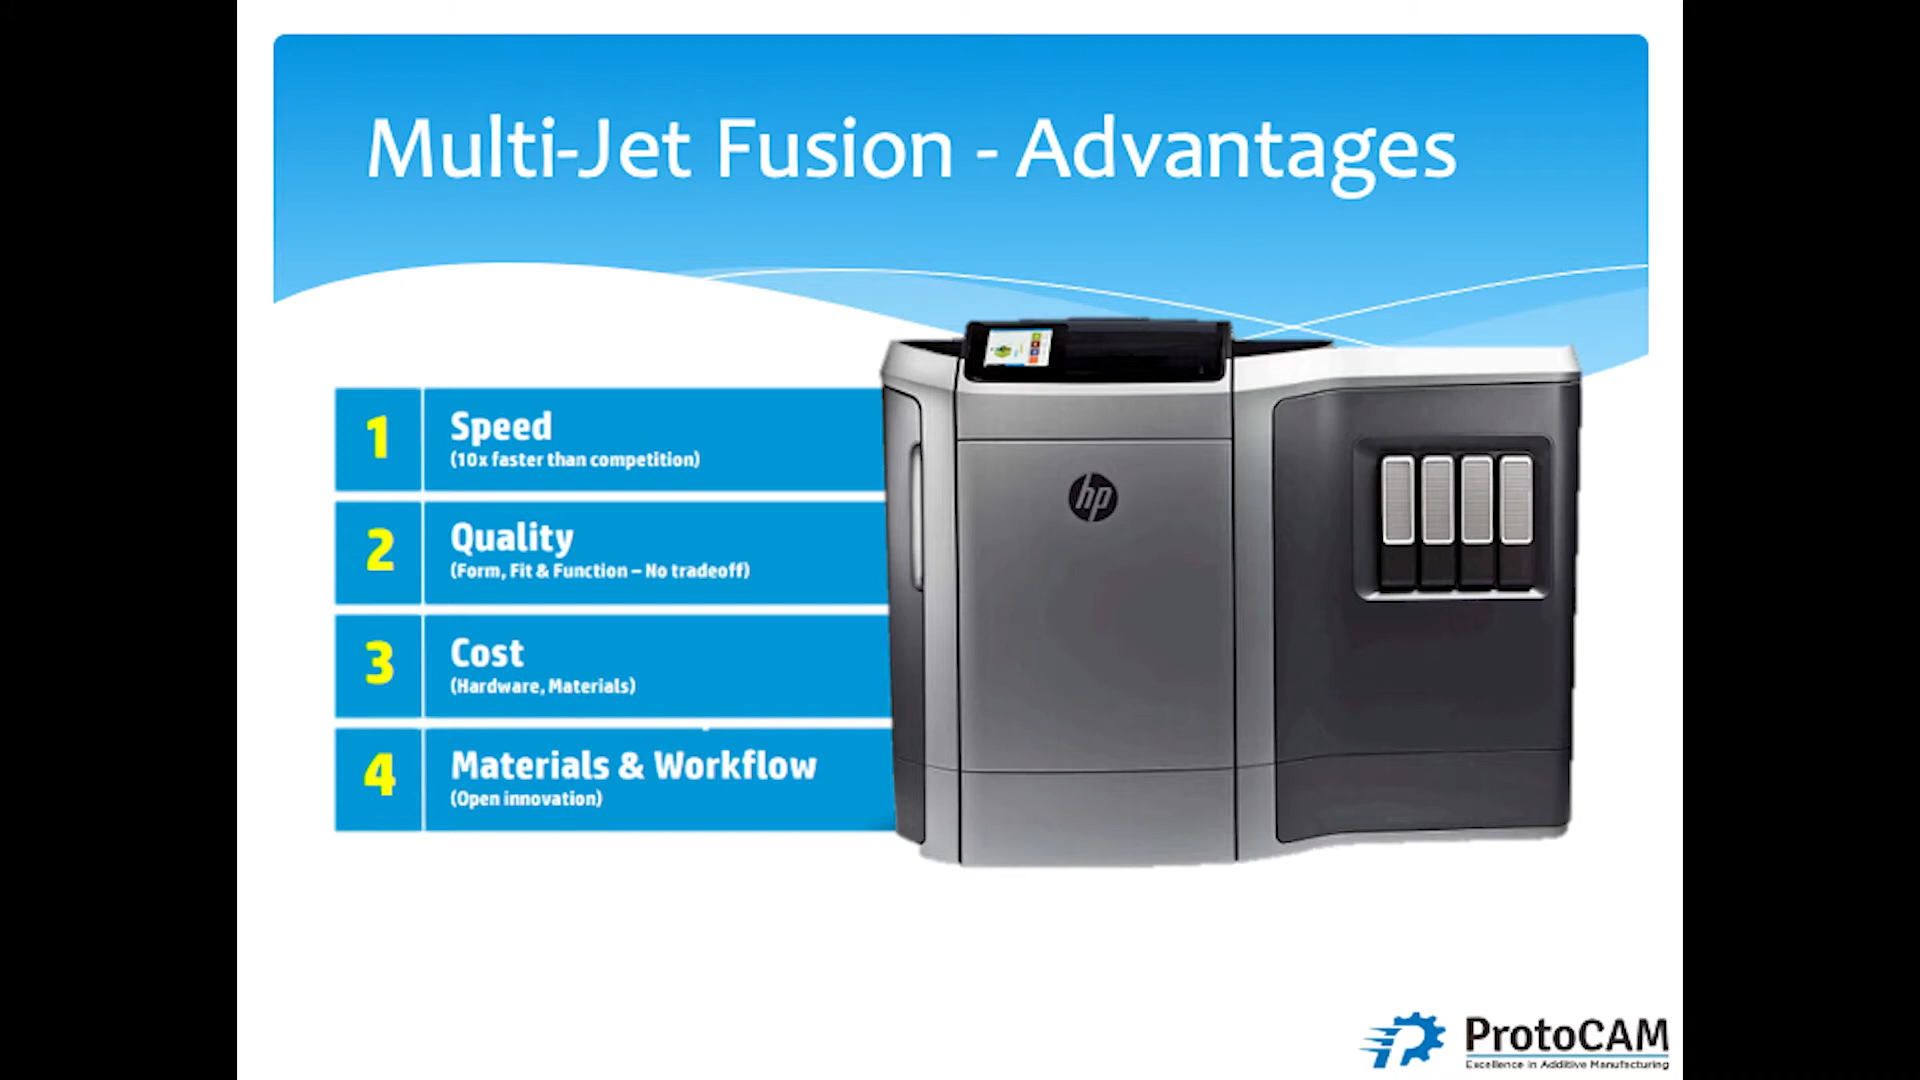 Multi-Jet Fusion - Advantages
1
Speed
(10x faster than competition)
2
Quality
(Form, Fit & Function – No tradeoff)
3
Cost
(Hardware, Materials)
4
Materials & Workflow
(Open innovation)
hp
ProtoCAM
Excellence in Additive Manufacturing